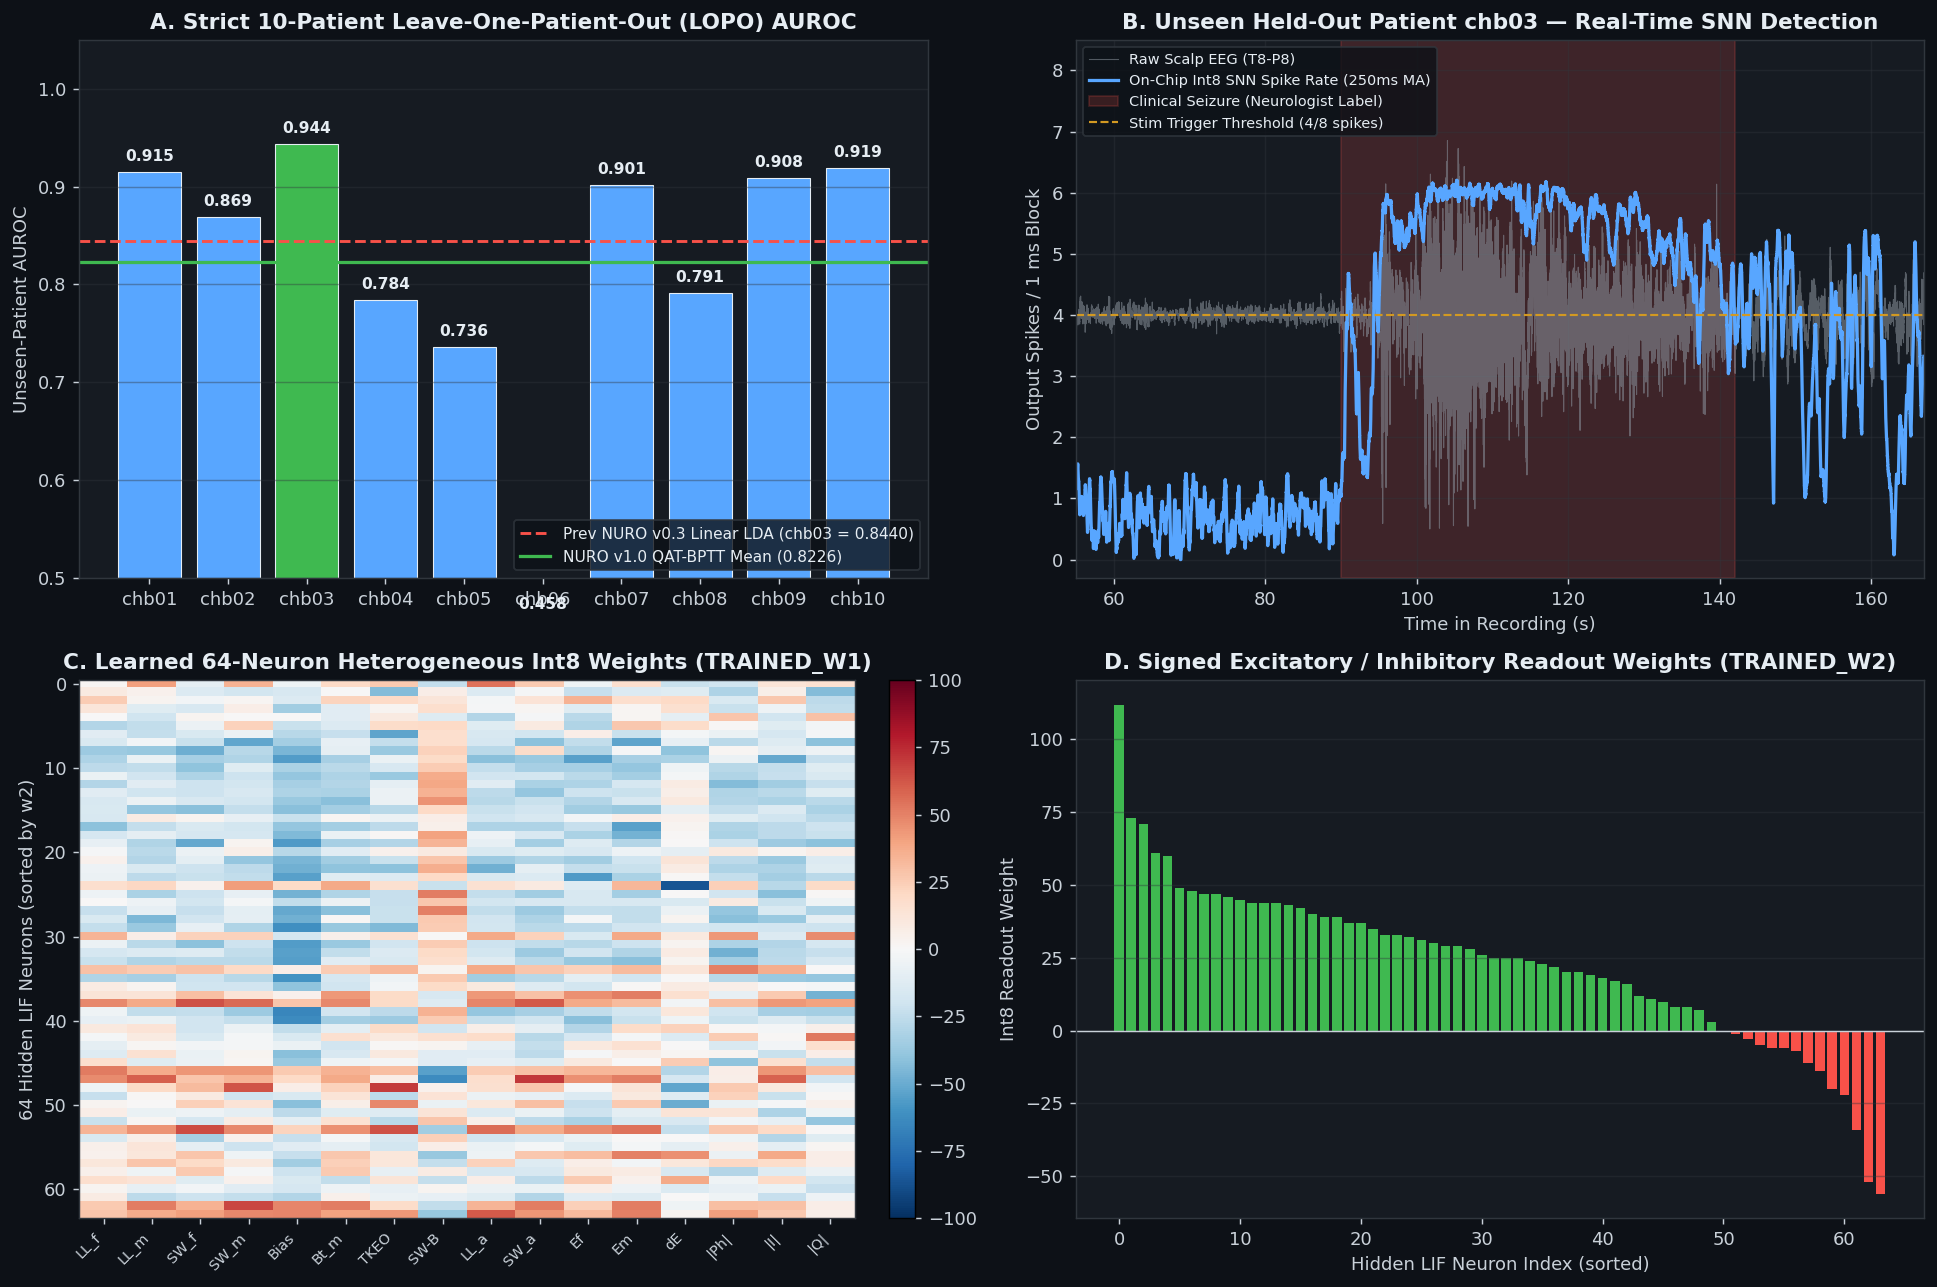 A. Strict 10-Patient Leave-One-Patient-Out (LOPO) AUROC
Unseen-Patient AUROC
1.0
0.9
0.8
0.7
0.6
0.5
0.915
0.869
0.944
0.784
0.736
0.458
0.901
0.791
0.908
0.919
Prev NURO v0.3 Linear LDA (chb03 = 0.8440)
NURO v1.0 QAT-BPTT Mean (0.8226)
chb01 chb02 chb03 chb04 chb05 chb06 chb07 chb08 chb09 chb10
B. Unseen Held-Out Patient chb03 — Real-Time SNN Detection
Raw Scalp EEG (T8-P8)
On-Chip Int8 SNN Spike Rate (250ms MA)
Clinical Seizure (Neurologist Label)
Stim Trigger Threshold (4/8 spikes)
Output Spikes / 1 ms Block
8
7
6
5
4
3
2
1
0
60 80 100 120 140 160
Time in Recording (s)
C. Learned 64-Neuron Heterogeneous Int8 Weights (TRAINED_W1)
64 Hidden LIF Neurons (sorted by w2)
0
10
20
30
40
50
60
LL_f LL_m SW_f SW_m Bias Bt_m TKEO SW-B LL_a SW_a Ef Em dE |Ph| |I| |Q|
100
75
50
25
0
−25
−50
−75
−100
D. Signed Excitatory / Inhibitory Readout Weights (TRAINED_W2)
Int8 Readout Weight
100
75
50
25
0
−25
−50
0 10 20 30 40 50 60
Hidden LIF Neuron Index (sorted)